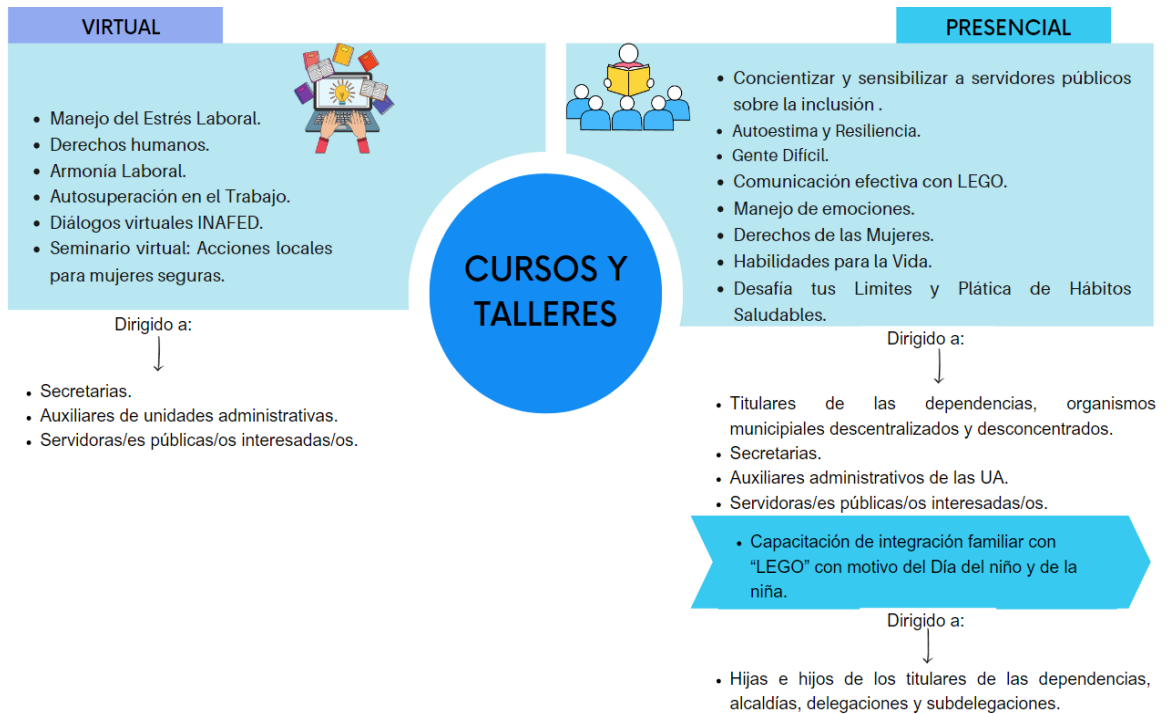 VIRTUAL
• Manejo del Estrés Laboral.
• Derechos humanos.
• Armonía Laboral.
• Autosuperación en el Trabajo.
• Diálogos virtuales INAFED.
• Seminario virtual: Acciones locales
para mujeres seguras.
Dirigido a:
• Secretarias.
• Auxiliares de unidades administrativas.
• Servidoras/es públicas/os interesadas/os.
CURSOS Y
TALLERES
PRESENCIAL
• Concientizar y sensibilizar a servidores públicos
sobre la inclusión .
• Autoestima y Resiliencia.
• Gente Difícil.
• Comunicación efectiva con LEGO.
• Manejo de emociones.
• Derechos de las Mujeres.
• Habilidades para la Vida.
• Desafía tus Limites y Plática de Hábitos
Saludables.
Dirigido a:
• Titulares de las dependencias, organismos
municipales descentralizados y desconcentrados.
• Secretarias.
• Auxiliares administrativos de las UA.
• Servidoras/es públicas/os interesadas/os.
• Capacitación de integración familiar con
“LEGO” con motivo del Día del niño y de la
niña.
Dirigido a:
• Hijas e hijos de los titulares de las dependencias,
alcaldías, delegaciones y subdelegaciones.